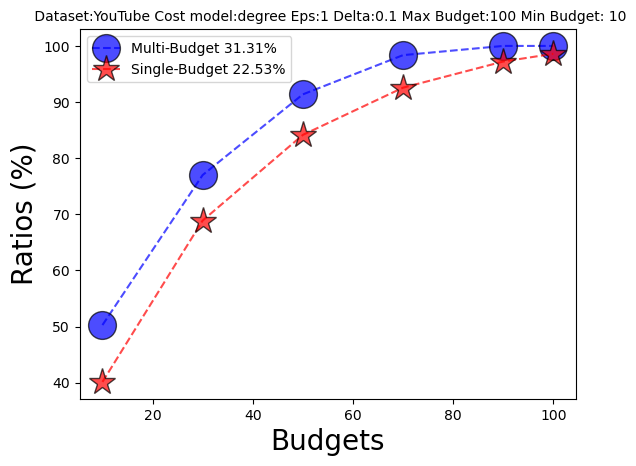 Dataset:YouTube Cost model:degree Eps:1 Delta:0.1 Max Budget:100 Min Budget: 10
Multi-Budget 31.31%
Single-Budget 22.53%
Ratios (%)
100
90
80
70
60
50
40
20
40
60
80
100
Budgets